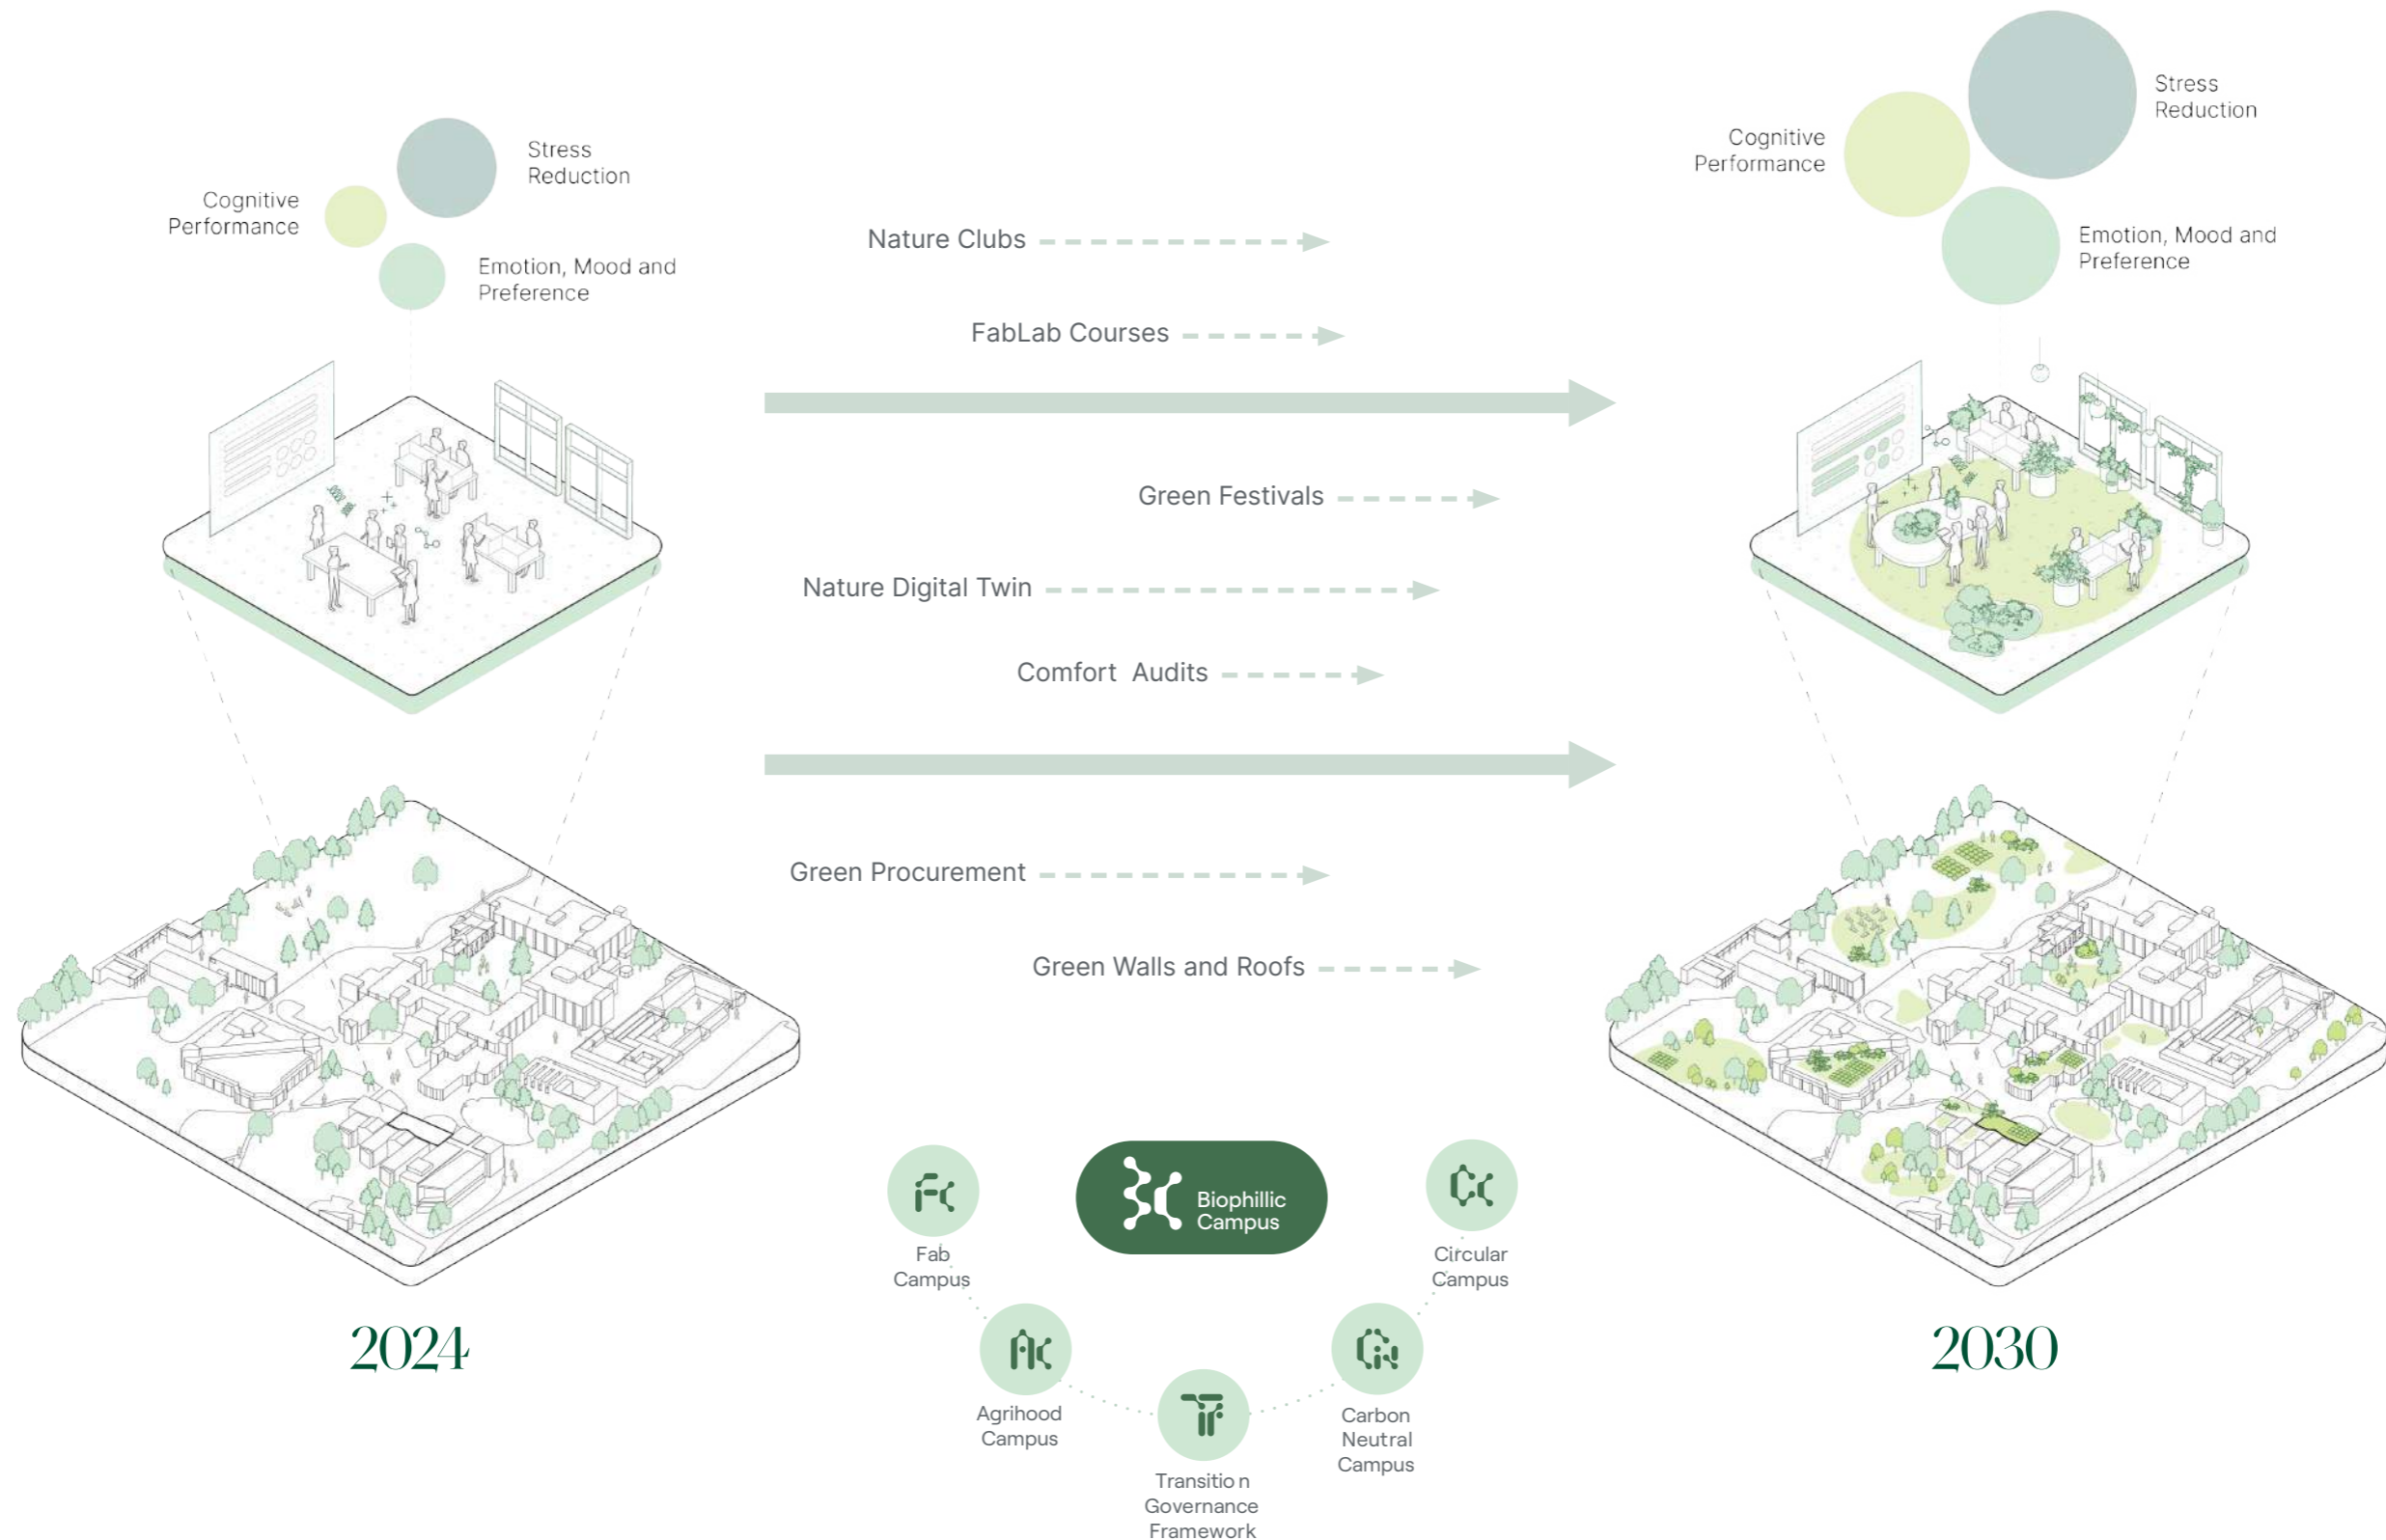 Stress
Reduction
Cognitive
Performance
Emotion, Mood and
Preference
Stress
Reduction
Cognitive
Performance
Emotion, Mood and
Preference
Nature Clubs
FabLab Courses
Green Festivals
Nature Digital Twin
Comfort Audits
Green Procurement
Green Walls and Roofs
Biophillic
Campus
Fab
Campus
Circular
Campus
Agrihood
Campus
Carbon
Neutral
Campus
Transition
Governance
Framework
2024
2030